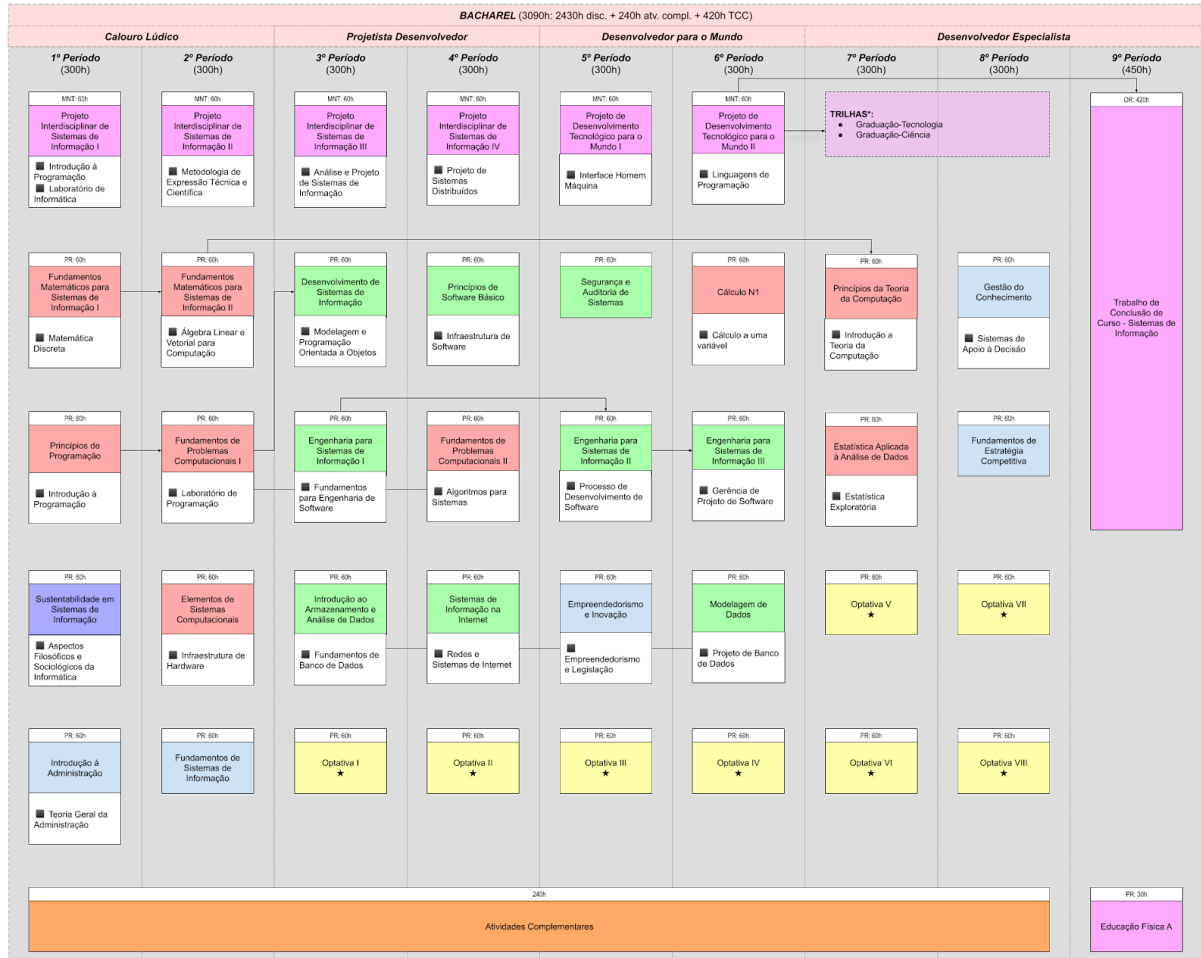 BACHAREL (3090h: 2430h disc. + 240h atv. compl. + 420h TCC)
Calouro Lúdico
Projetista Desenvolvedor
Desenvolvedor para o Mundo
Desenvolvedor Especialista
1º Período
(300h)
2º Período
(300h)
3º Período
(300h)
4º Período
(300h)
5º Período
(300h)
6º Período
(300h)
7º Período
(300h)
8º Período
(300h)
9º Período
(450h)
MNT: 60h
Projeto
Interdisciplinar de
Sistemas de
Informação I
Introdução à
Programação
Laboratório de
Informática
MNT: 60h
Projeto
Interdisciplinar de
Sistemas de
Informação II
Metodologia de
Expressão Técnica e
Científica
MNT: 60h
Projeto
Interdisciplinar de
Sistemas de
Informação III
Análise e Projeto
de Sistemas de
Informação
MNT: 60h
Projeto
Interdisciplinar de
Sistemas de
Informação IV
Projeto de
Sistemas
Distribuídos
MNT: 60h
Projeto de
Desenvolvimento
Tecnológico para o
Mundo I
Interface Homem
Máquina
MNT: 60h
Projeto de
Desenvolvimento
Tecnológico para o
Mundo II
Linguagens de
Programação
TRILHAS*:
● Graduação-Tecnologia
● Graduação-Ciência
OR: 420h
Trabalho de
Conclusão de
Curso - Sistemas de
Informação
PR: 60h
Fundamentos
Matemáticos para
Sistemas de
Informação I
Matemática
Discreta
PR: 60h
Fundamentos
Matemáticos para
Sistemas de
Informação II
Álgebra Linear e
Vetorial para
Computação
PR: 60h
Desenvolvimento de
Sistemas de
Informação
Modelagem e
Programação
Orientada a Objetos
PR: 60h
Princípios de
Software Básico
Infraestrutura de
Software
PR: 60h
Segurança e
Auditoria de
Sistemas
PR: 60h
Cálculo N1
Cálculo a uma
variável
PR: 60h
Princípios da Teoria
da Computação
Introdução a
Teoria da
Computação
PR: 60h
Gestão do
Conhecimento
Sistemas de
Apoio à Decisão
PR: 60h
Princípios de
Programação
Introdução à
Programação
PR: 60h
Fundamentos de
Problemas
Computacionais I
Laboratório de
Programação
PR: 60h
Engenharia para
Sistemas de
Informação I
Fundamentos
para Engenharia de
Software
PR: 60h
Fundamentos de
Problemas
Computacionais II
Algoritmos para
Sistemas
PR: 60h
Engenharia para
Sistemas de
Informação II
Processo de
Desenvolvimento de
Software
PR: 60h
Engenharia para
Sistemas de
Informação III
Gerência de
Projeto de Software
PR: 60h
Estatística Aplicada
à Análise de Dados
Estatística
Exploratória
PR: 60h
Fundamentos de
Estratégia
Competitiva
PR: 60h
Sustentabilidade em
Sistemas de
Informação
Aspectos
Filosóficos e
Sociológicos da
Informática
PR: 60h
Elementos de
Sistemas
Computacionais
Infraestrutura de
Hardware
PR: 60h
Introdução ao
Armazenamento e
Análise de Dados
Fundamentos de
Banco de Dados
PR: 60h
Sistemas de
Informação na
Internet
Redes e
Sistemas de Internet
PR: 60h
Empreendedorismo
e Inovação
Empreendedorismo
e Legislação
PR: 60h
Modelagem de
Dados
Projeto de Banco
de Dados
PR: 60h
Optativa V
★
PR: 60h
Optativa VII
★
PR: 60h
Introdução à
Administração
Teoria Geral da
Administração
PR: 60h
Fundamentos de
Sistemas de
Informação
PR: 60h
Optativa I
★
PR: 60h
Optativa II
★
PR: 60h
Optativa III
★
PR: 60h
Optativa IV
★
PR: 60h
Optativa VI
★
PR: 60h
Optativa VIII
★
240h
Atividades Complementares
PR: 30h
Educação Física A